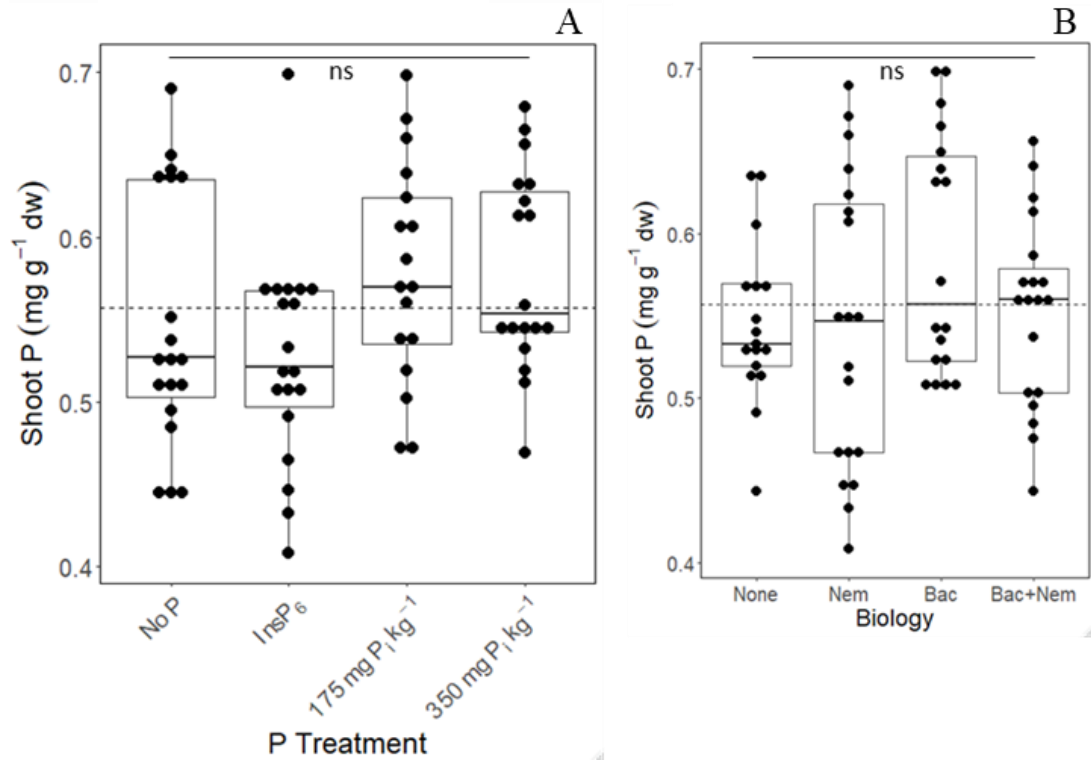 A
ns
Shoot P (mg g⁻¹ dw)
0.7
0.6
0.5
0.4
No P
InsP₆
175 mg Pᵢ kg⁻¹
350 mg Pᵢ kg⁻¹
P Treatment
B
ns
Shoot P (mg g⁻¹ dw)
0.7
0.6
0.5
0.4
None Nem Bac Bac+Nem
Biology